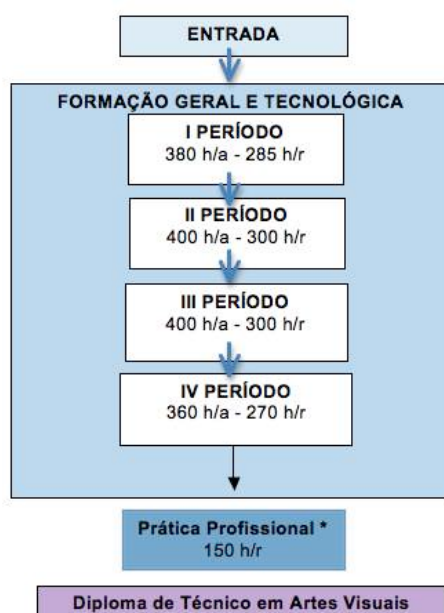 ENTRADA
FORMAÇÃO GERAL E TECNOLÓGICA
I PERÍODO
380 h/a - 285 h/r
II PERÍODO
400 h/a - 300 h/r
III PERÍODO
400 h/a - 300 h/r
IV PERÍODO
360 h/a - 270 h/r
Prática Profissional *
150 h/r
Diploma de Técnico em Artes Visuais